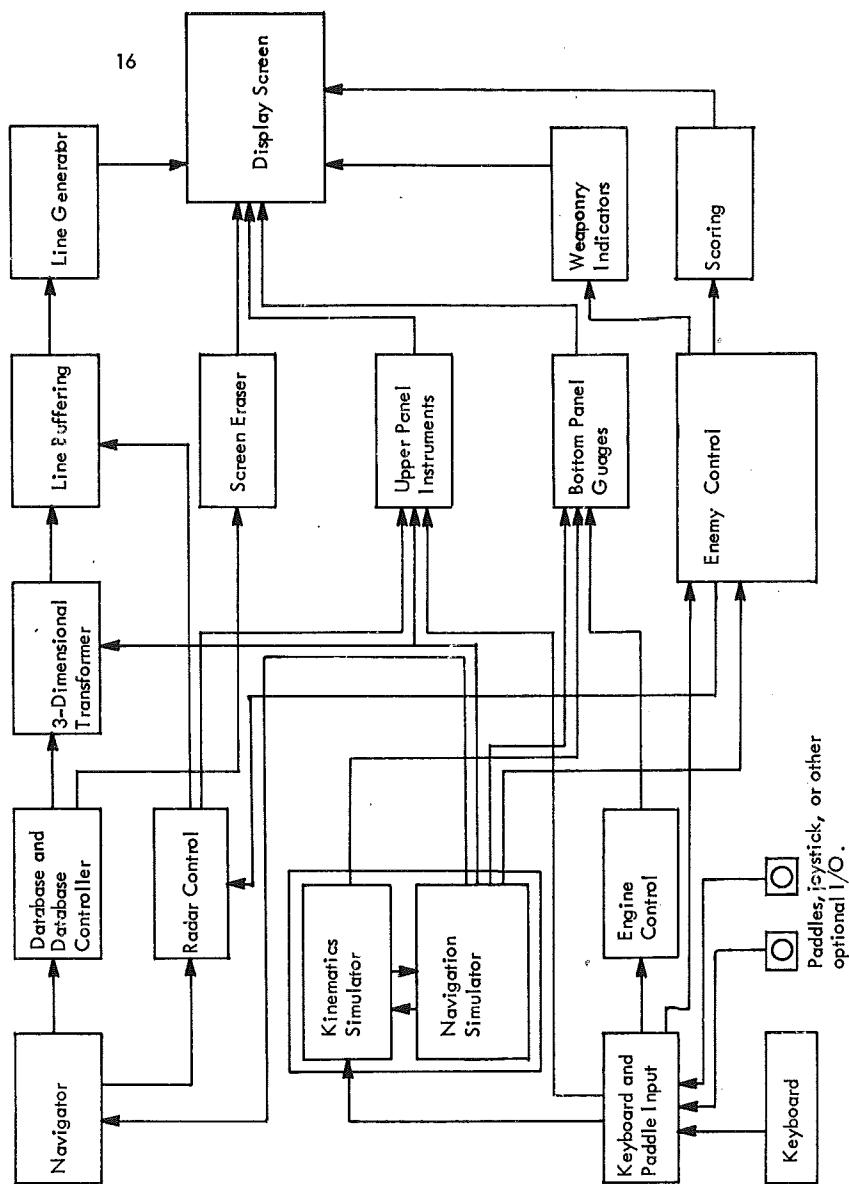 16
Navigator
Database and
Database
Controller
3-Dimensional
Transformer
Line Buffering
Line Generator
Display Screen
Radar Control
Screen Eraser
Kinematics
Simulator
Navigation
Simulator
Upper Panel
Instruments
Bottom Panel
Guages
Weaponry
Indicators
Scoring
Enemy Control
Engine
Control
Keyboard and
Paddle Input
Keyboard
Paddles, joystick, or other
optional I/O.